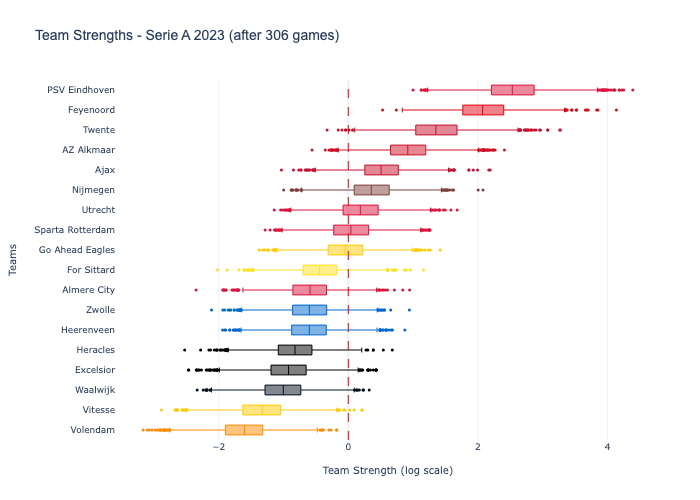 Team Strengths - Serie A 2023 (after 306 games)
PSV Eindhoven
Feyenoord
Twente
AZ Alkmaar
Ajax
Nijmegen
Utrecht
Sparta Rotterdam
Go Ahead Eagles
For Sittard
Almere City
Zwolle
Heerenveen
Heracles
Excelsior
Waalwijk
Vitesse
Volendam
Teams
−2 0 2 4
Team Strength (log scale)